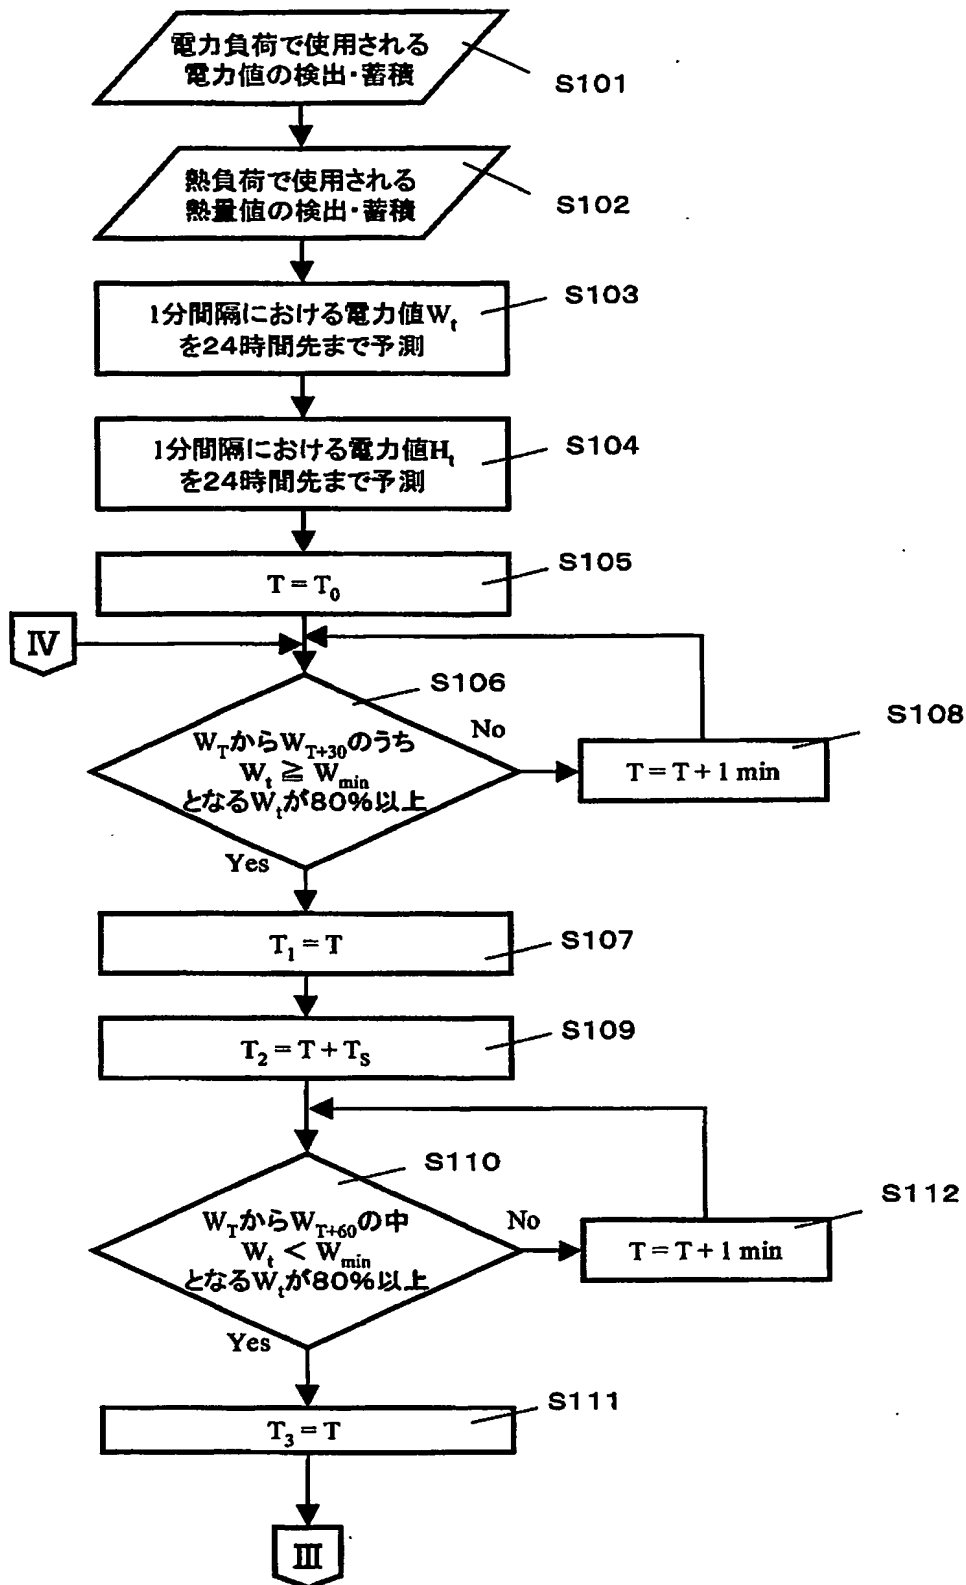 電力負荷で使用される
電力値の検出・蓄積
S101
熱負荷で使用される
熱量値の検出・蓄積
S102
S103
1分間隔における電力値Wt
を24時間先まで予測
1分間隔における電力値Ht
を24時間先まで予測
S104
T = T0
S105
IV
S106
WTからWT+30のうち
Wt ≧ Wmin
となるWtが80%以上
No
S108
T = T + 1 min
Yes
T1 = T
S107
T2 = T + TS
S109
S110
WTからWT+60の中
Wt < Wmin
となるWtが80%以上
No
S112
T = T + 1 min
Yes
T3 = T
S111
III